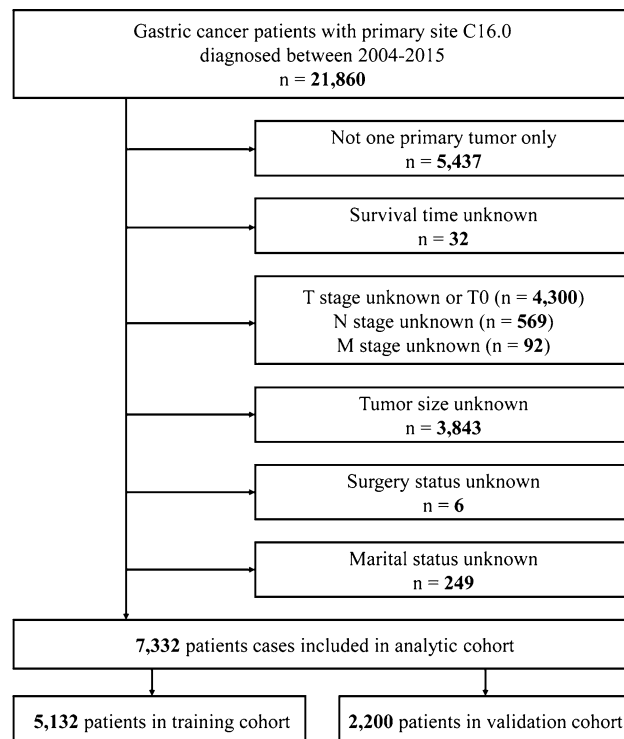 Gastric cancer patients with primary site C16.0
diagnosed between 2004-2015
n = 21,860
Not one primary tumor only
n = 5,437
Survival time unknown
n = 32
T stage unknown or T0 (n = 4,300)
N stage unknown (n = 569)
M stage unknown (n = 92)
Tumor size unknown
n = 3,843
Surgery status unknown
n = 6
Marital status unknown
n = 249
7,332 patients cases included in analytic cohort
5,132 patients in training cohort
2,200 patients in validation cohort